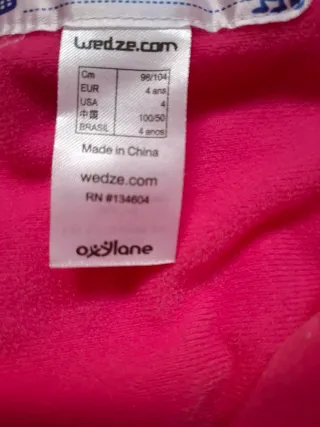 wedze.com
Cm 98/104
EUR 4 ans
USA 4
中国 100/50
BRASIL 4 anos
Made in China
wedze.com
RN #134604
oxylane